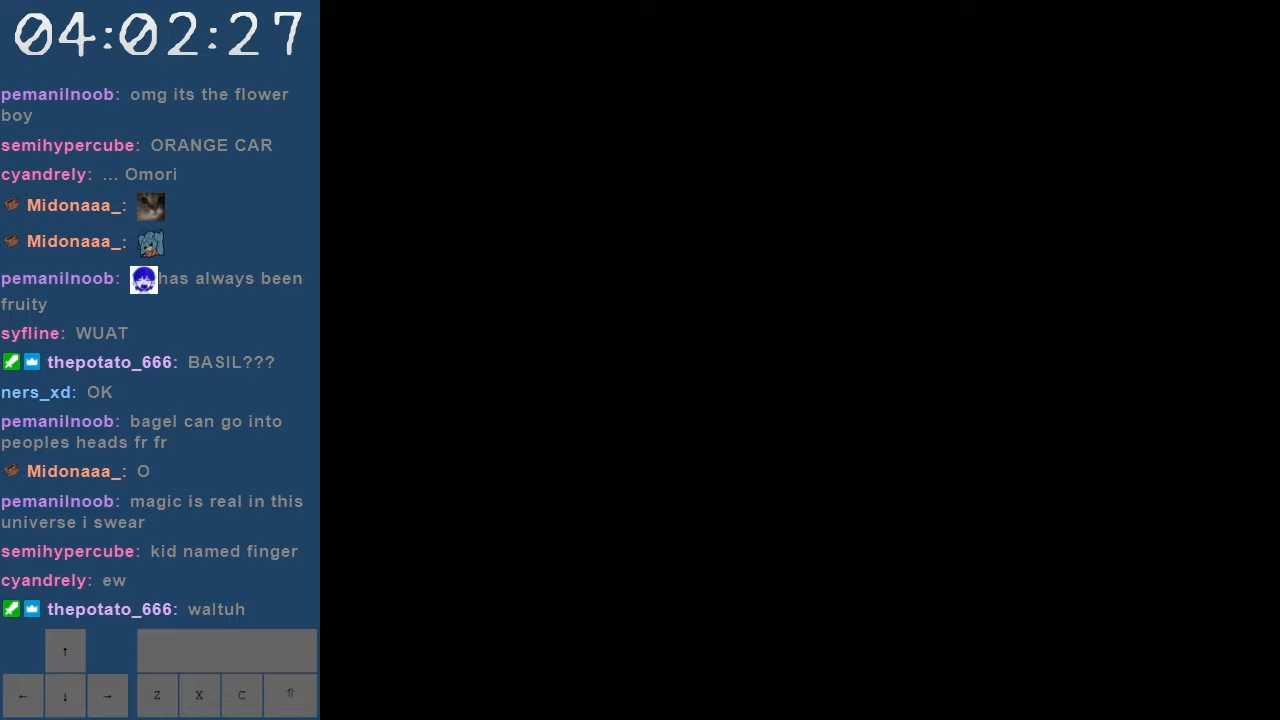 04:02:27
pemanilnoob: omg its the flower
boy
semihypercube: ORANGE CAR
cyandrely: ... Omori
Midonaaa_:
Midonaaa_:
pemanilnoob: has always been
fruity
syfline: WUAT
thepotato_666: BASIL???
ners_xd: OK
pemanilnoob: bagel can go into
peoples heads fr fr
Midonaaa_: O
pemanilnoob: magic is real in this
universe i swear
semihypercube: kid named finger
cyandrely: ew
thepotato_666: waltuh
↑
← ↓ → Z X C ⇧